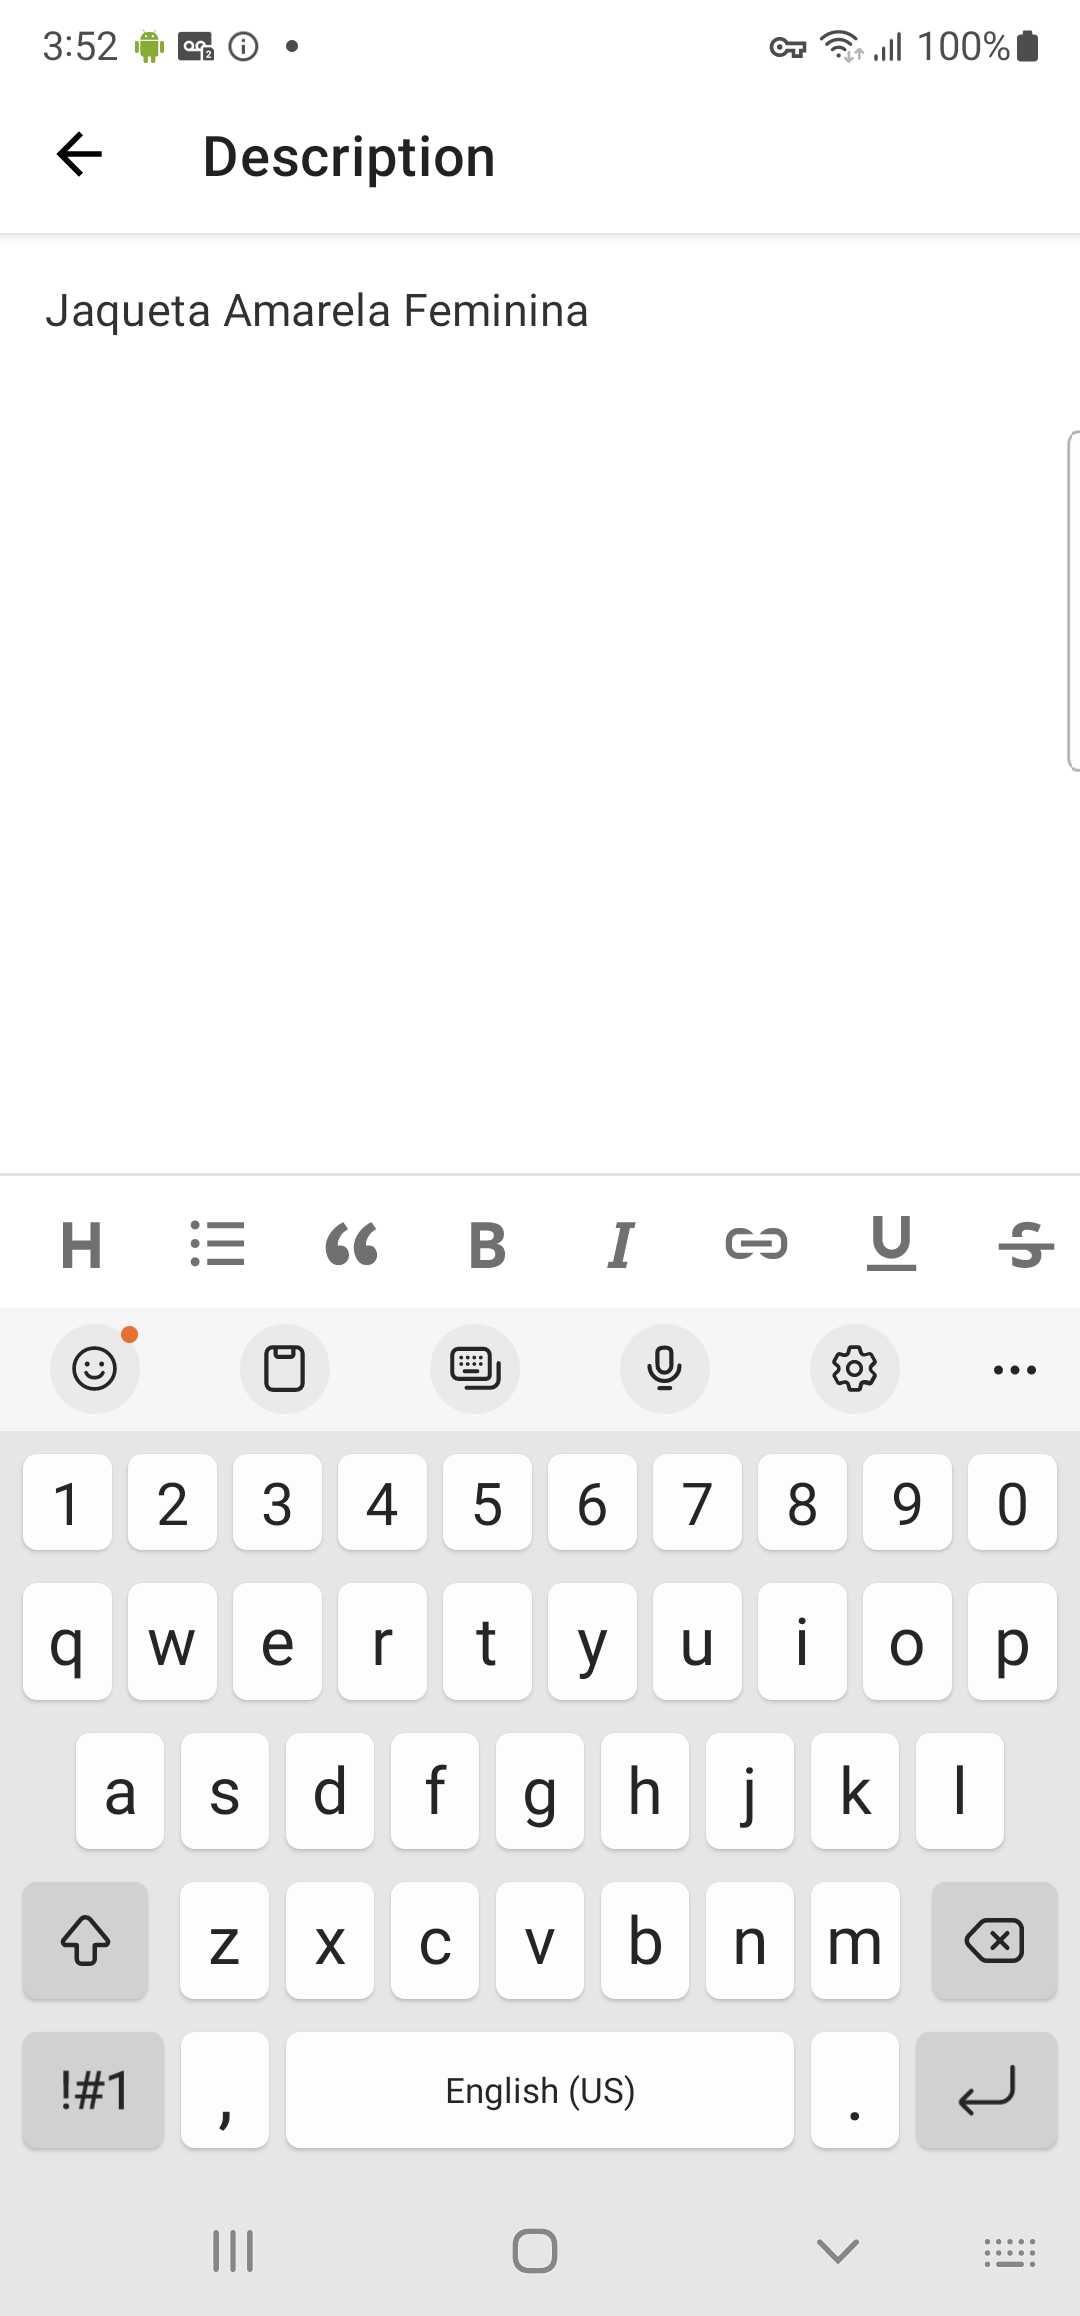 3:52 100%
Description
Jaqueta Amarela Feminina
H B I U S
1 2 3 4 5 6 7 8 9 0
q w e r t y u i o p
a s d f g h j k l
z x c v b n m
!#1 , English (US) .